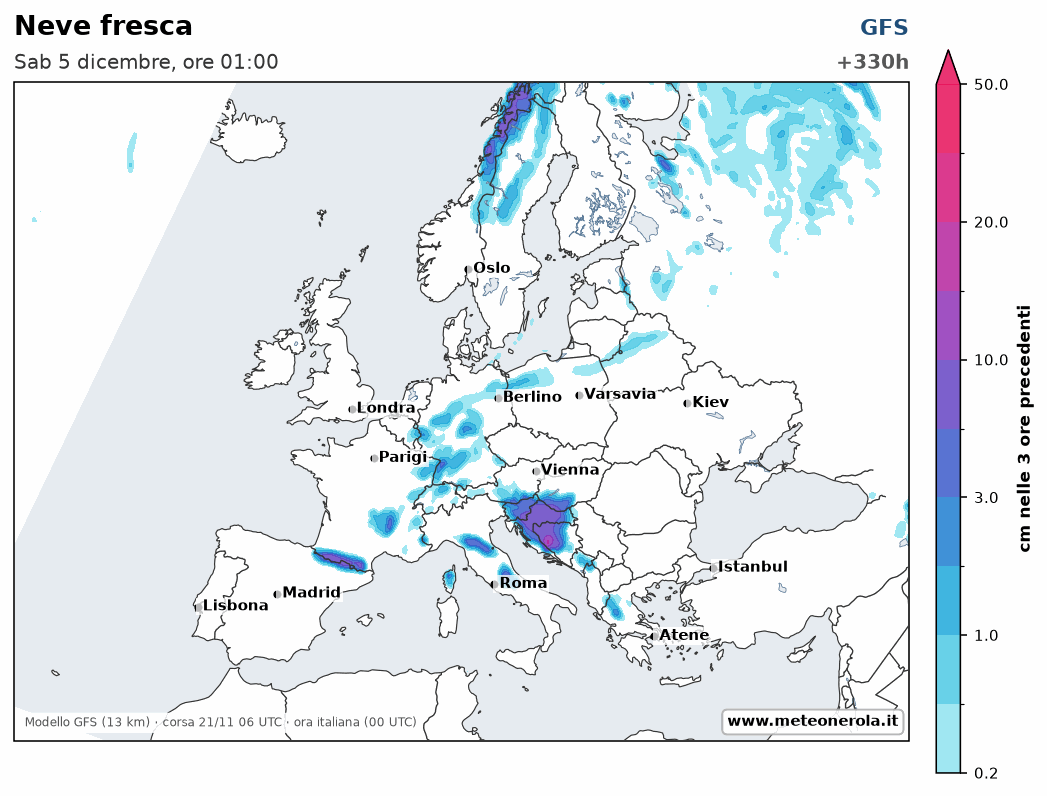 Neve fresca
GFS
Sab 5 dicembre, ore 01:00
+330h
50.0
20.0
10.0
3.0
1.0
0.2
cm nelle 3 ore precedenti
Oslo
Berlino
Varsavia
Kiev
Londra
Parigi
Vienna
Istanbul
Roma
Madrid
Lisbona
Atene
Modello GFS (13 km) · corsa 21/11 06 UTC · ora italiana (00 UTC)
www.meteonerola.it